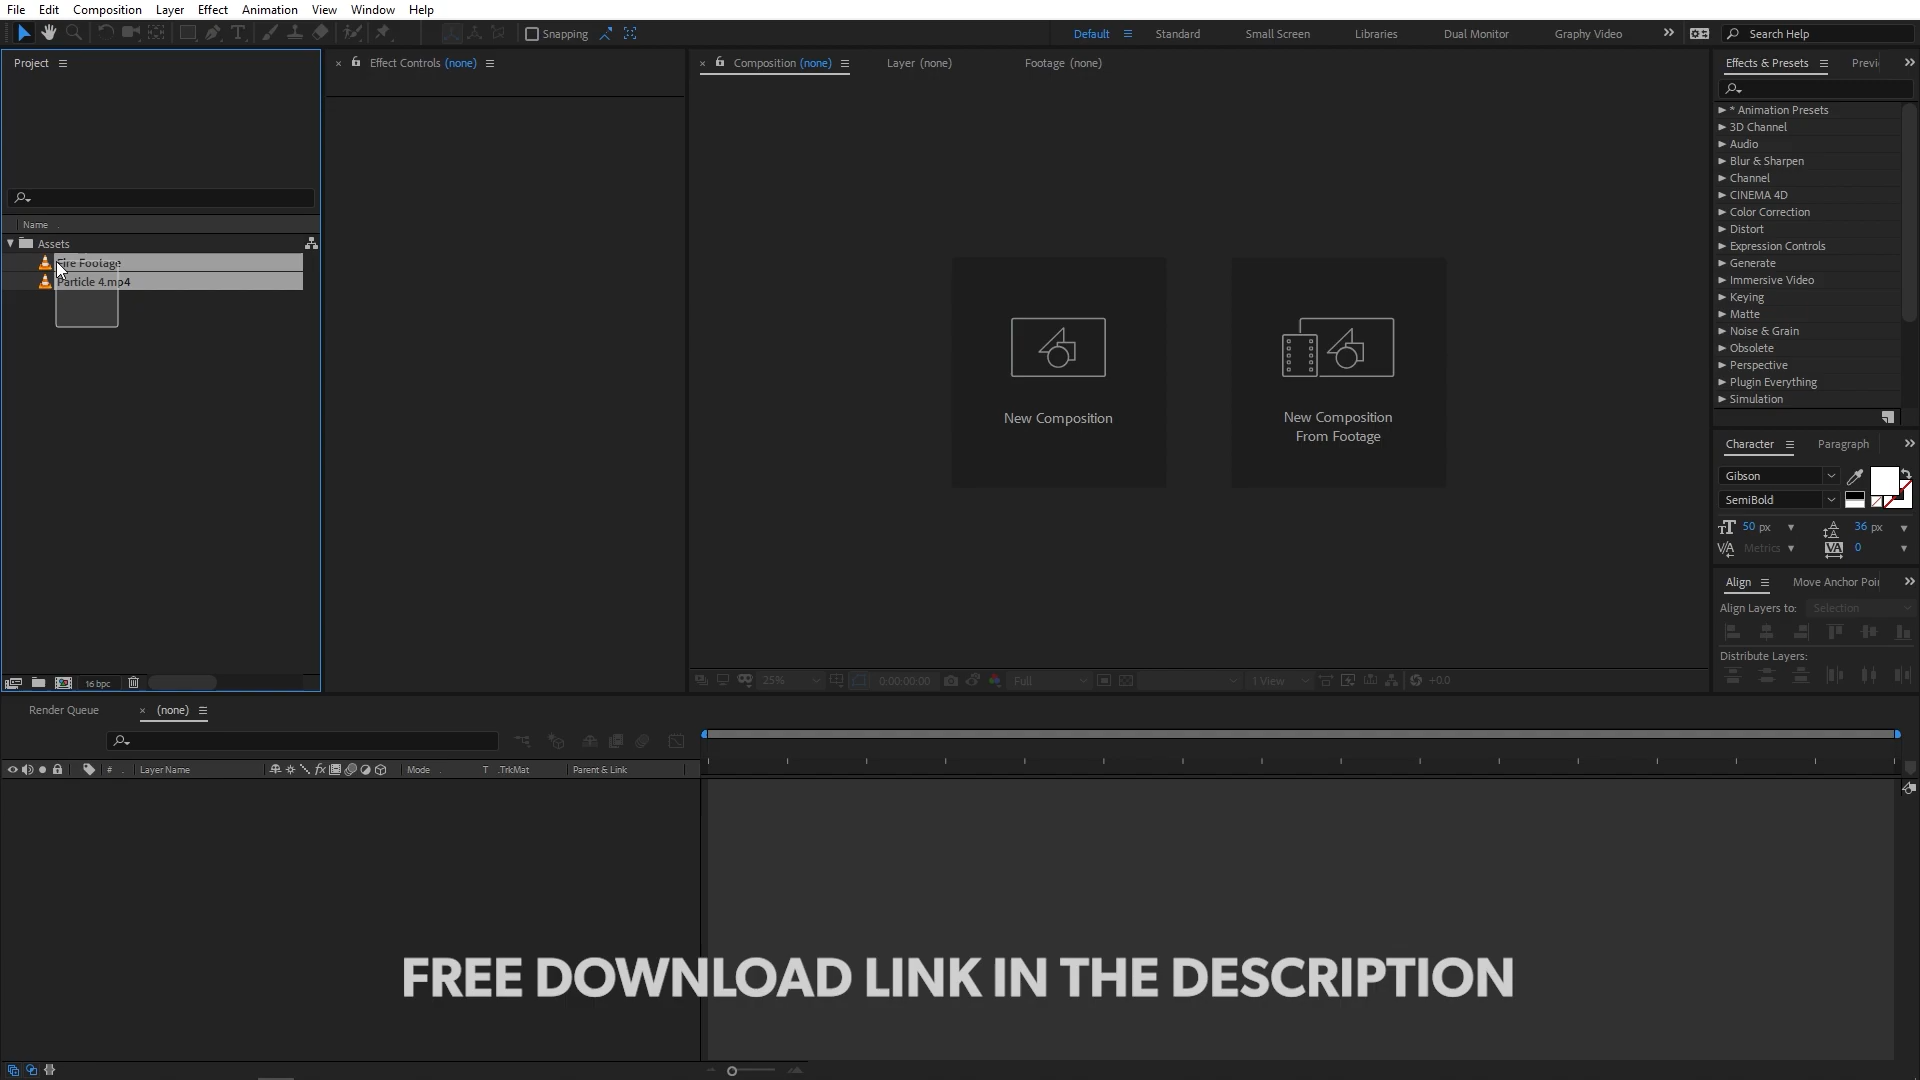 File Edit Composition Layer Effect Animation View Window Help
Snapping
Default Standard Small Screen Libraries Dual Monitor Graphy Video Search Help
Project
Effect Controls (none)
Composition (none) Layer (none) Footage (none)
Effects & Presets Previ
Name
Assets
Fire Footage
Particle 4.mp4
* Animation Presets
3D Channel
Audio
Blur & Sharpen
Channel
CINEMA 4D
Color Correction
Distort
Expression Controls
Generate
Immersive Video
Keying
Matte
Noise & Grain
Obsolete
Perspective
Plugin Everything
Simulation
New Composition
New Composition
From Footage
Character Paragraph
Gibson
SemiBold
50 px 36 px
Metrics 0
Align Move Anchor Poi
Align Layers to: Selection
Distribute Layers:
16 bpc
25% 0:00:00:00 Full 1 View +0.0
Render Queue (none)
# Layer Name fx Mode T .TrkMat Parent & Link
FREE DOWNLOAD LINK IN THE DESCRIPTION